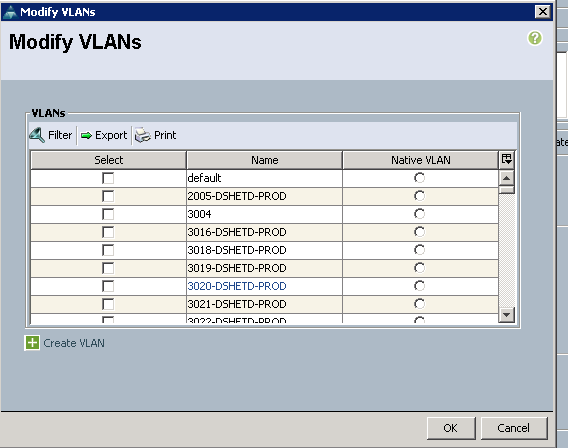 Modify VLANs
Modify VLANs
?
VLANs
Filter Export Print
Select Name Native VLAN
default
2005-DSHETD-PROD
3004
3016-DSHETD-PROD
3018-DSHETD-PROD
3019-DSHETD-PROD
3020-DSHETD-PROD
3021-DSHETD-PROD
3022-DSHETD-PROD
Create VLAN
OK Cancel